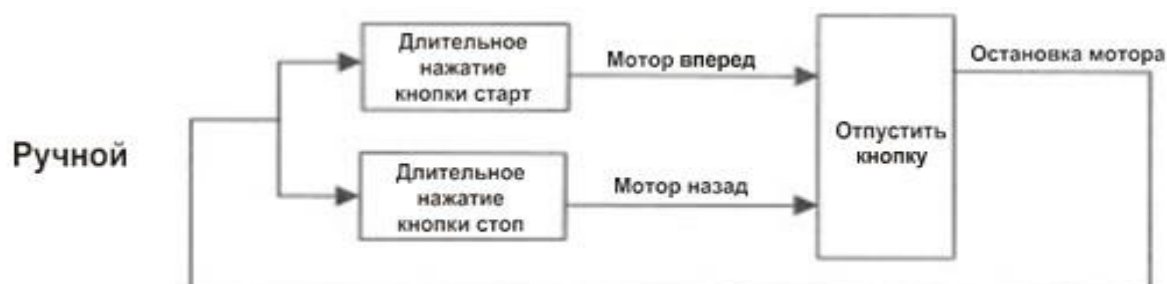 Ручной
Длительное
нажатие
кнопки старт
Мотор вперед
Длительное
нажатие
кнопки стоп
Мотор назад
Отпустить
кнопку
Остановка мотора